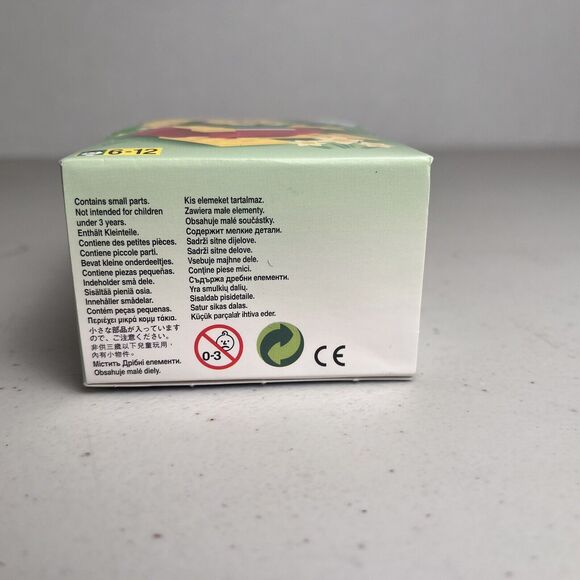 6-12
Contains small parts.
Not intended for children
under 3 years.
Enthält Kleinteile.
Contiene des petites pièces.
Contiene piccole parti.
Bevat kleine onderdeeltjes.
Contiene piezas pequeñas.
Indeholder små dele.
Sisältää pieniä osia.
Innehåller smådelar.
Contém peças pequenas.
Περιέχει μικρά κομμ τάκια.
小さな部品が入っています
ので、ご注意ください。
非供三歲以下兒童玩用,
內有小物件.
Мiстить Дрiбнi елементи.
Obsahuje malé diely.
Kis elemeket tartalmaz.
Zawiera małe elementy.
Obsahuje malé součástky.
Содержит мелкие детали.
Sadrži sitne dijelove.
Sadrži sitne delove.
Vsebuje majhne dele.
Conţine piese mici.
Съдържа дребни елементи.
Yra smulkių dalių.
Sisaldab pisidetaile.
Satur sīkas daļas.
Küçük parçaları ihtiva eder.
0-3
CE